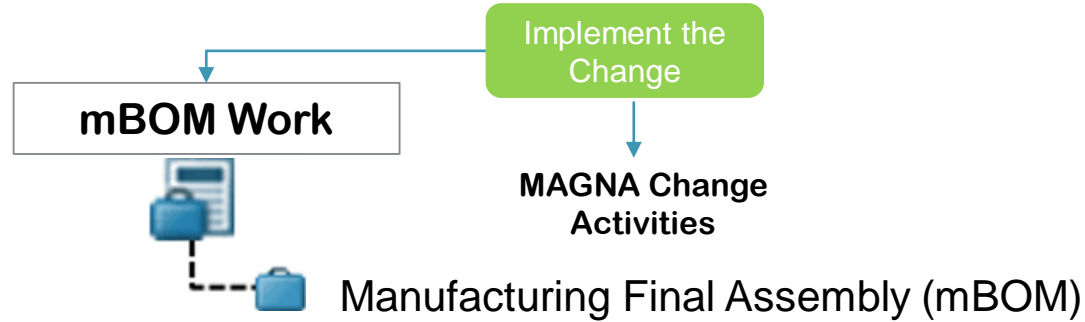 Implement the
Change
mBOM Work
MAGNA Change
Activities
Manufacturing Final Assembly (mBOM)